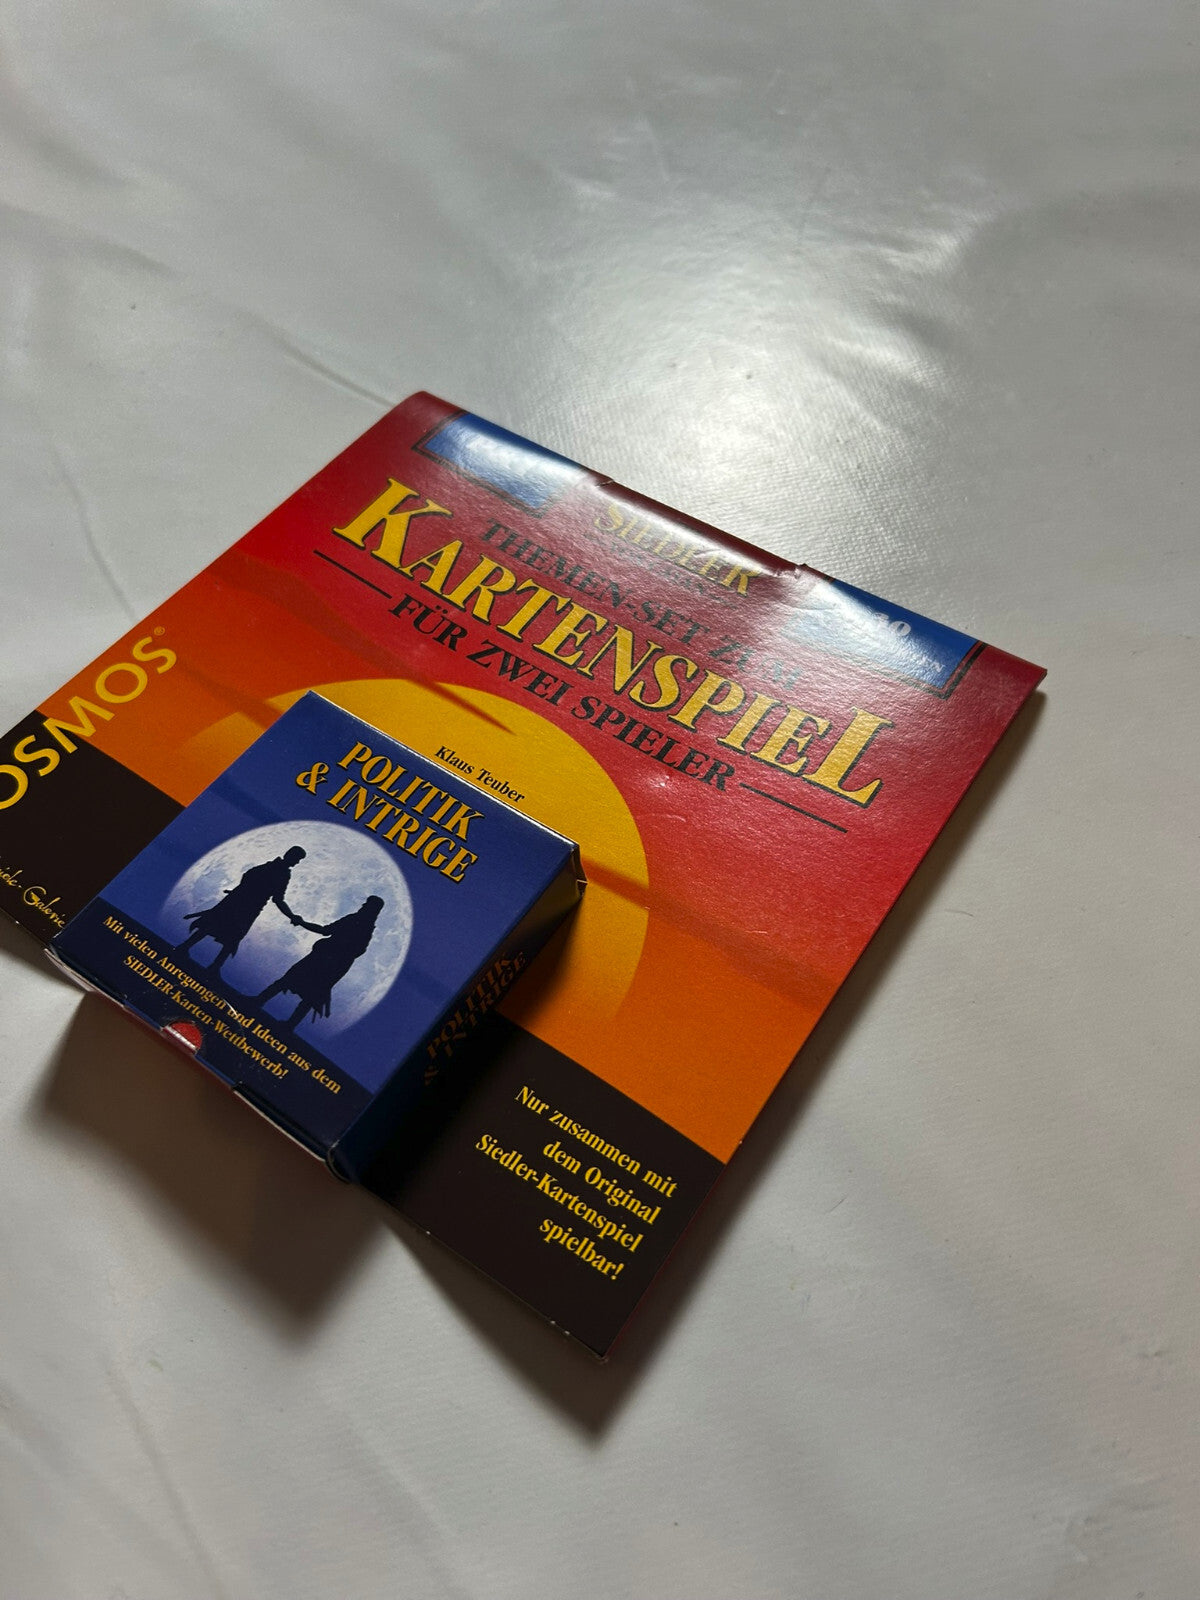 SIEDLER
THEMEN-SET ZUM
KARTENSPIEL
FÜR ZWEI SPIELER
KOSMOS®
Klaus Teuber
POLITIK
& INTRIGE
Mit vielen Anregungen und Ideen aus dem
SIEDLER-Karten-Wettbewerb!
POLITIK
& INTRIGE
Nur zusammen mit
dem Original
Siedler-Kartenspiel
spielbar!